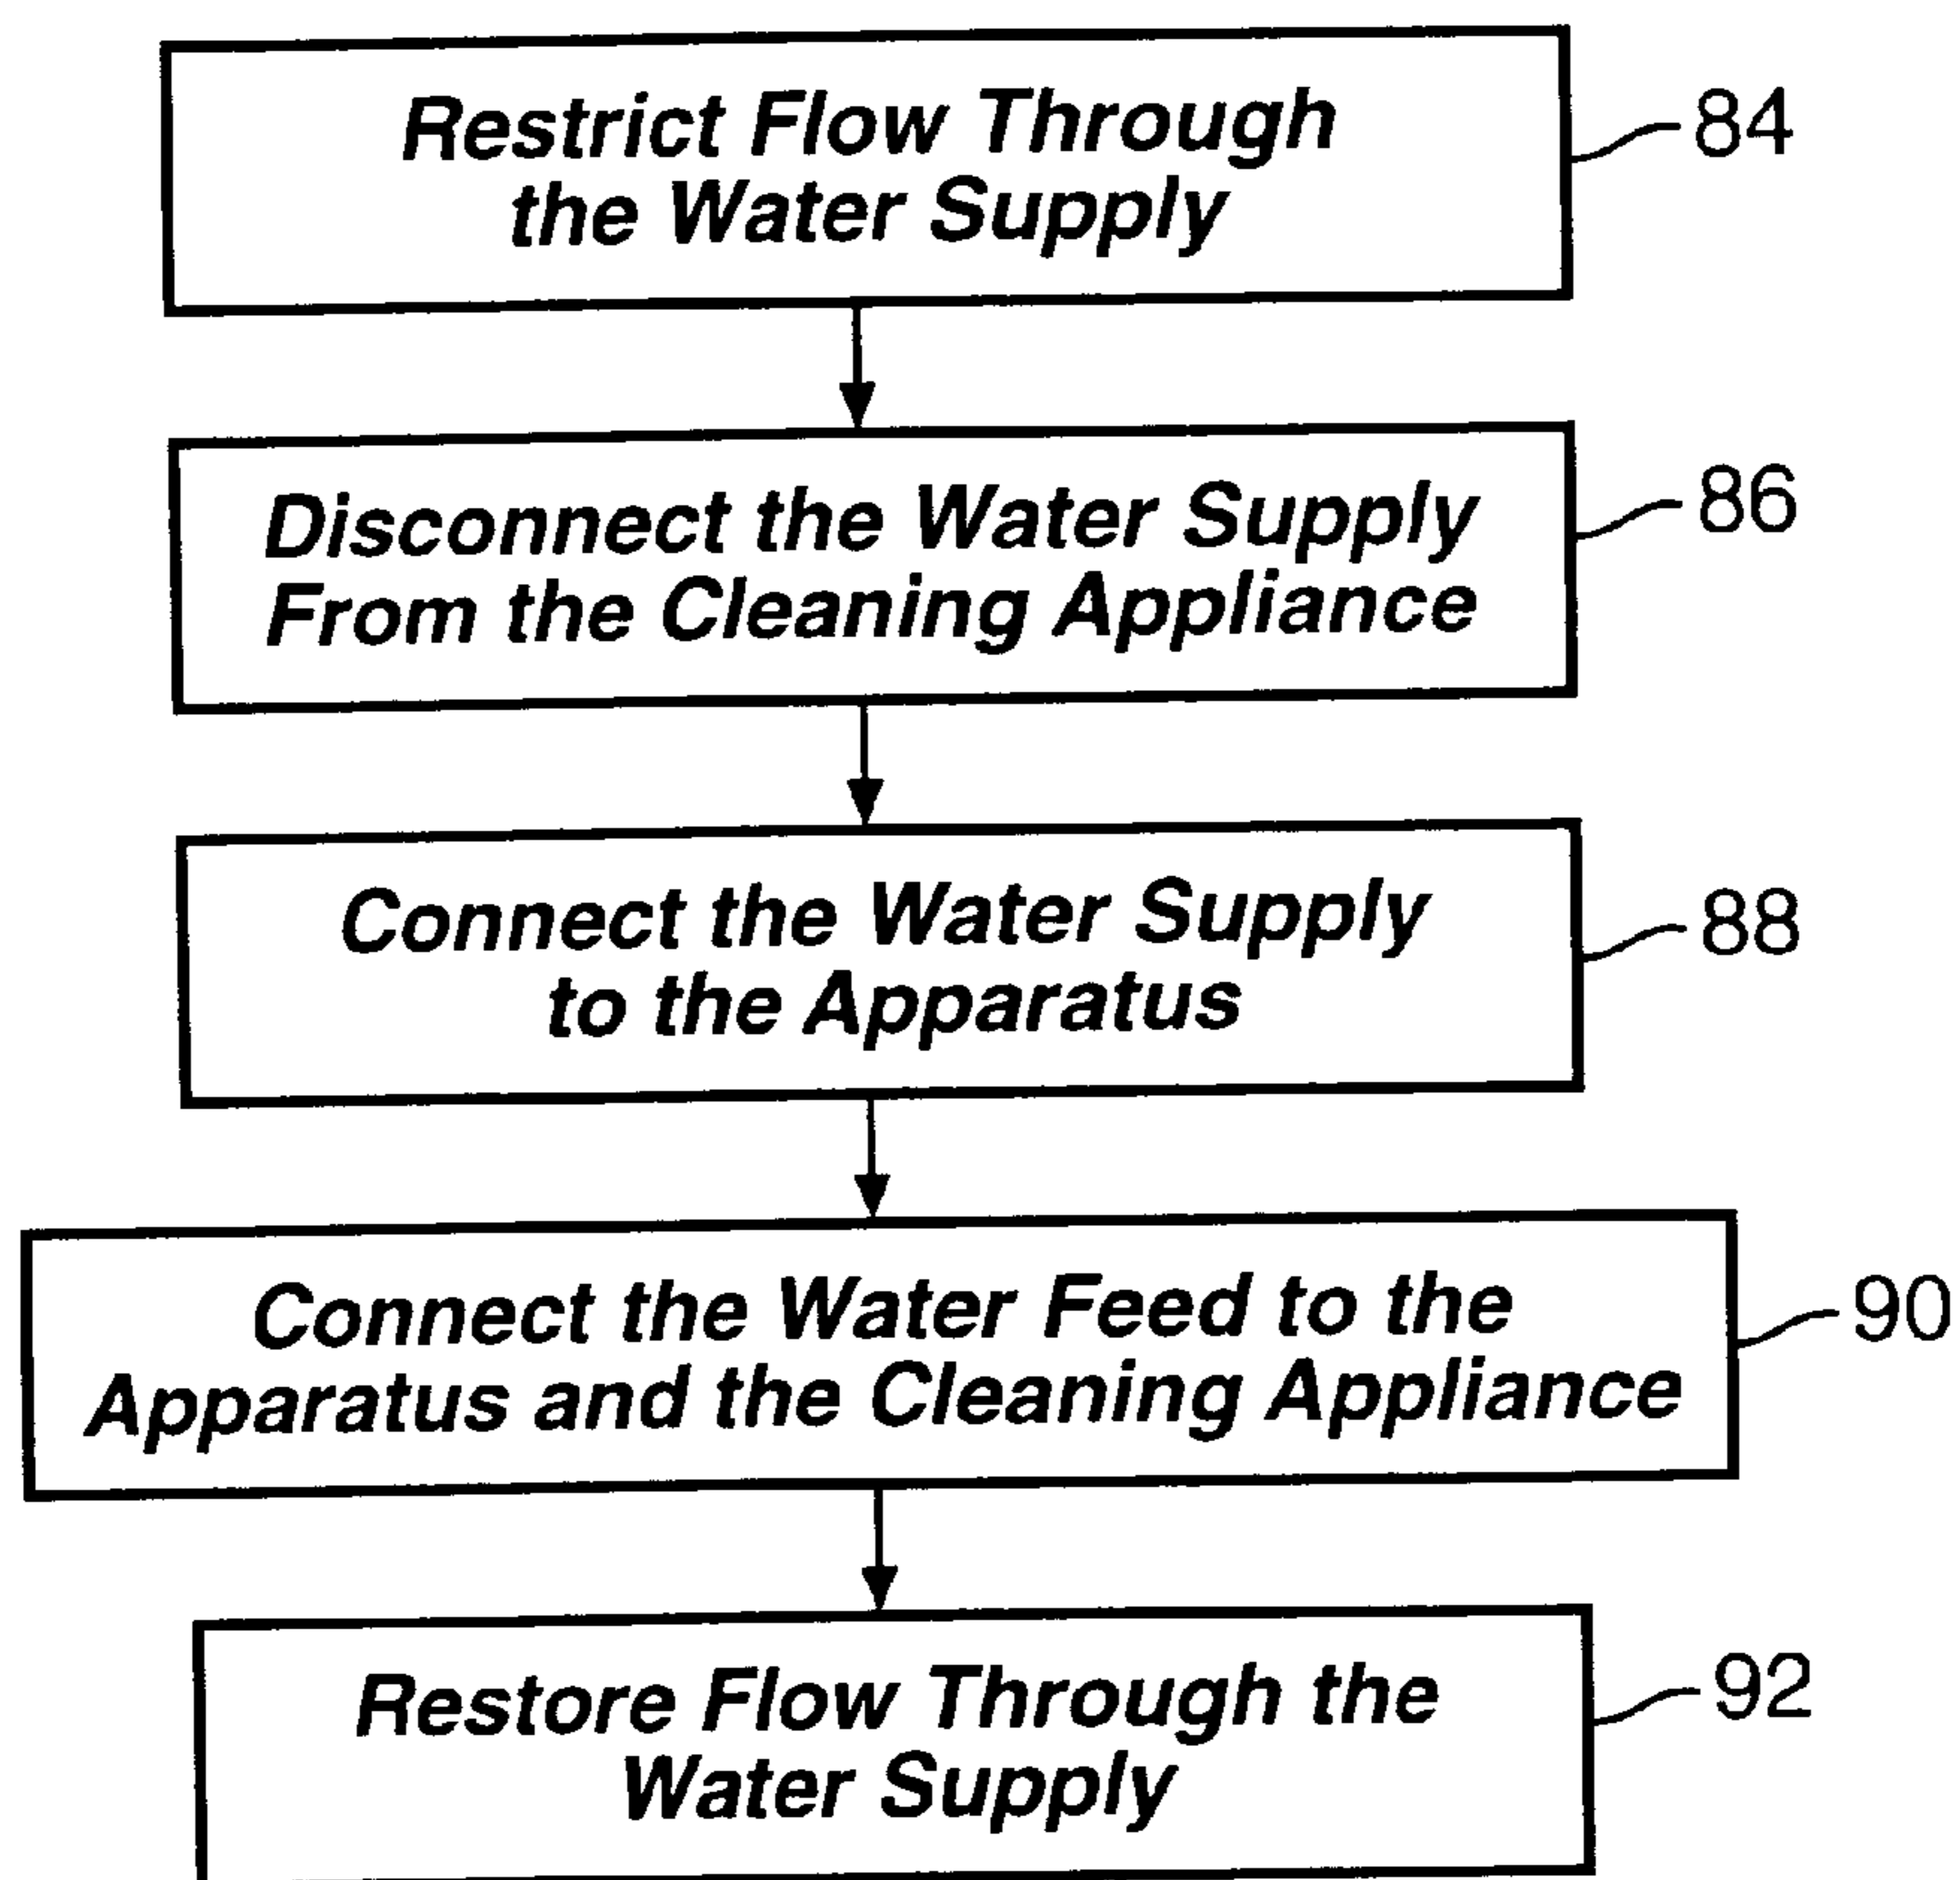 Restrict Flow Through
the Water Supply
84
Disconnect the Water Supply
From the Cleaning Appliance
86
Connect the Water Supply
to the Apparatus
88
Connect the Water Feed to the
Apparatus and the Cleaning Appliance
90
Restore Flow Through the
Water Supply
92